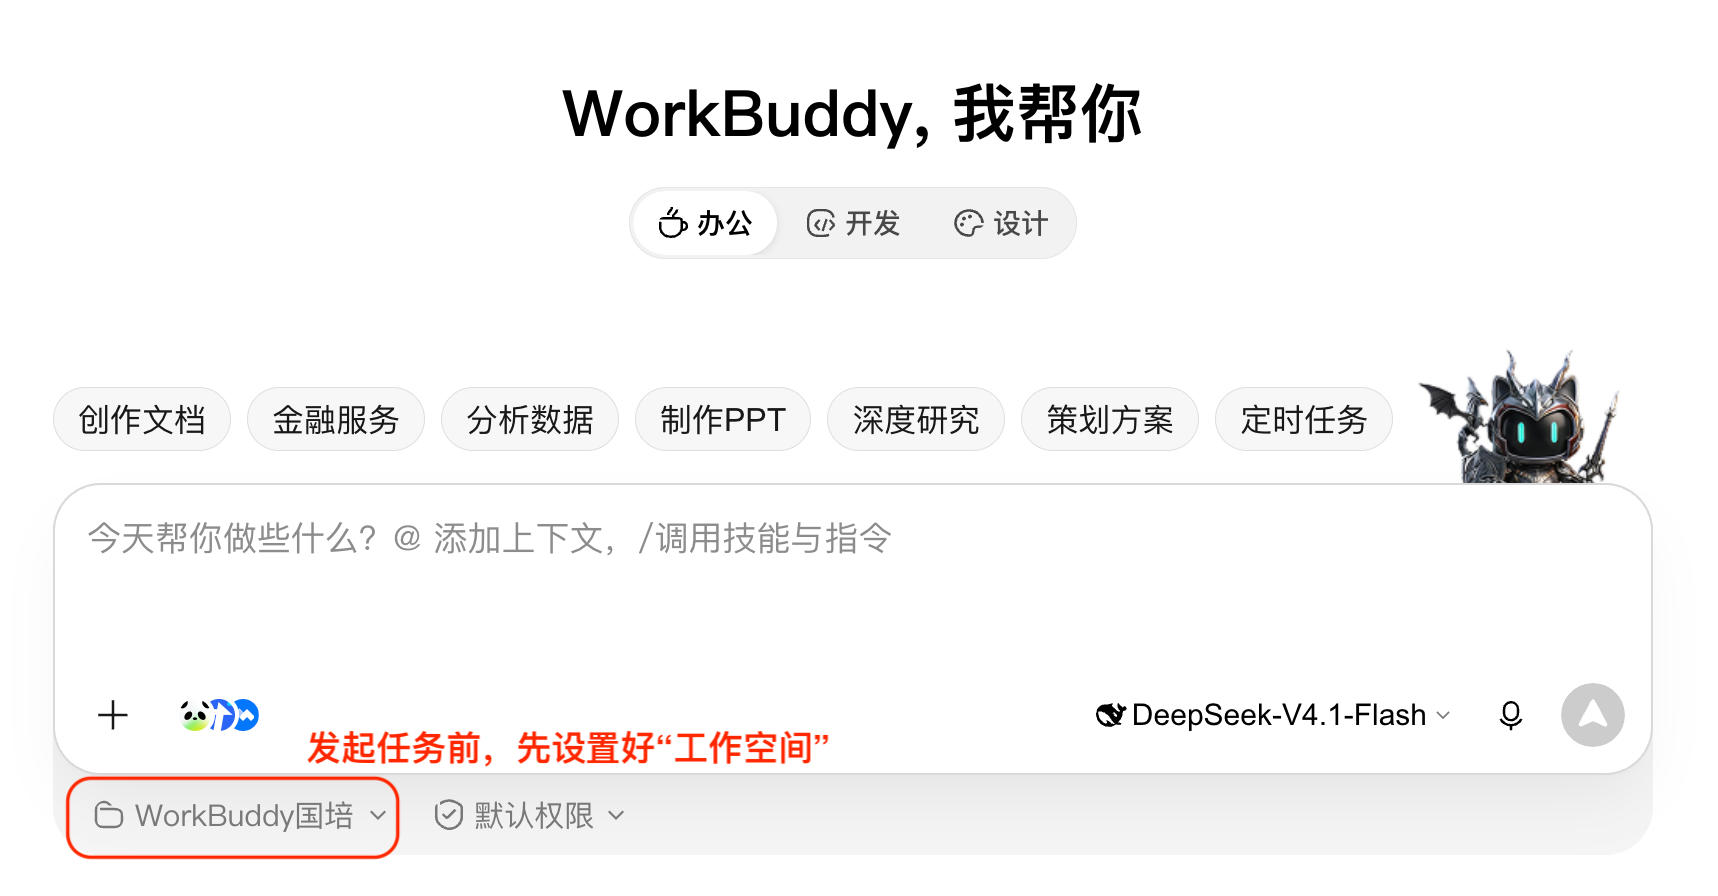 WorkBuddy, 我帮你
办公 开发 设计
创作文档 金融服务 分析数据 制作PPT 深度研究 策划方案 定时任务
今天帮你做些什么？@ 添加上下文，/调用技能与指令
DeepSeek-V4.1-Flash
发起任务前，先设置好“工作空间”
WorkBuddy国培 默认权限